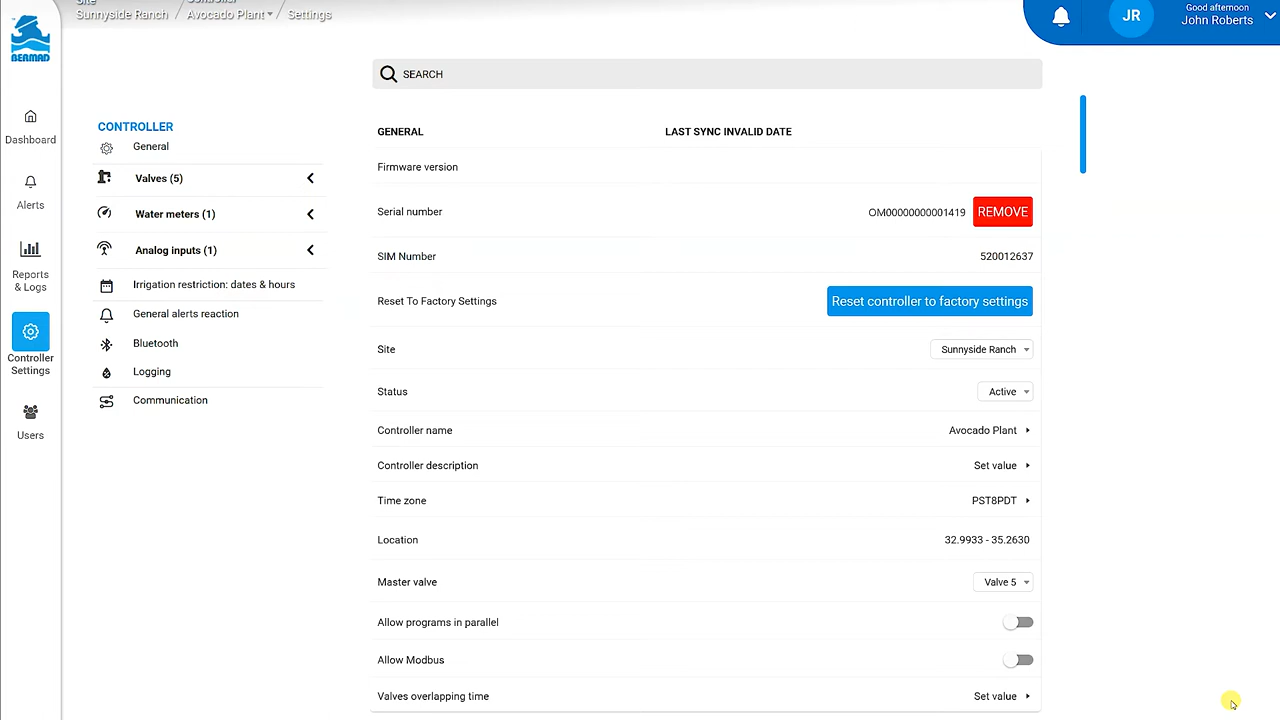 Site
Controller
Sunnyside Ranch / Avocado Plant / Settings
Good afternoon
JR
John Roberts
BERMAD
SEARCH
Dashboard
Alerts
Reports
& Logs
Controller
Settings
Users
CONTROLLER
General
Valves (5)
Water meters (1)
Analog inputs (1)
Irrigation restriction: dates & hours
General alerts reaction
Bluetooth
Logging
Communication
GENERAL LAST SYNC INVALID DATE
Firmware version
Serial number OM00000000001419 REMOVE
SIM Number 520012637
Reset To Factory Settings Reset controller to factory settings
Site Sunnyside Ranch
Status Active
Controller name Avocado Plant
Controller description Set value
Time zone PST8PDT
Location 32.9933 - 35.2630
Master valve Valve 5
Allow programs in parallel
Allow Modbus
Valves overlapping time Set value